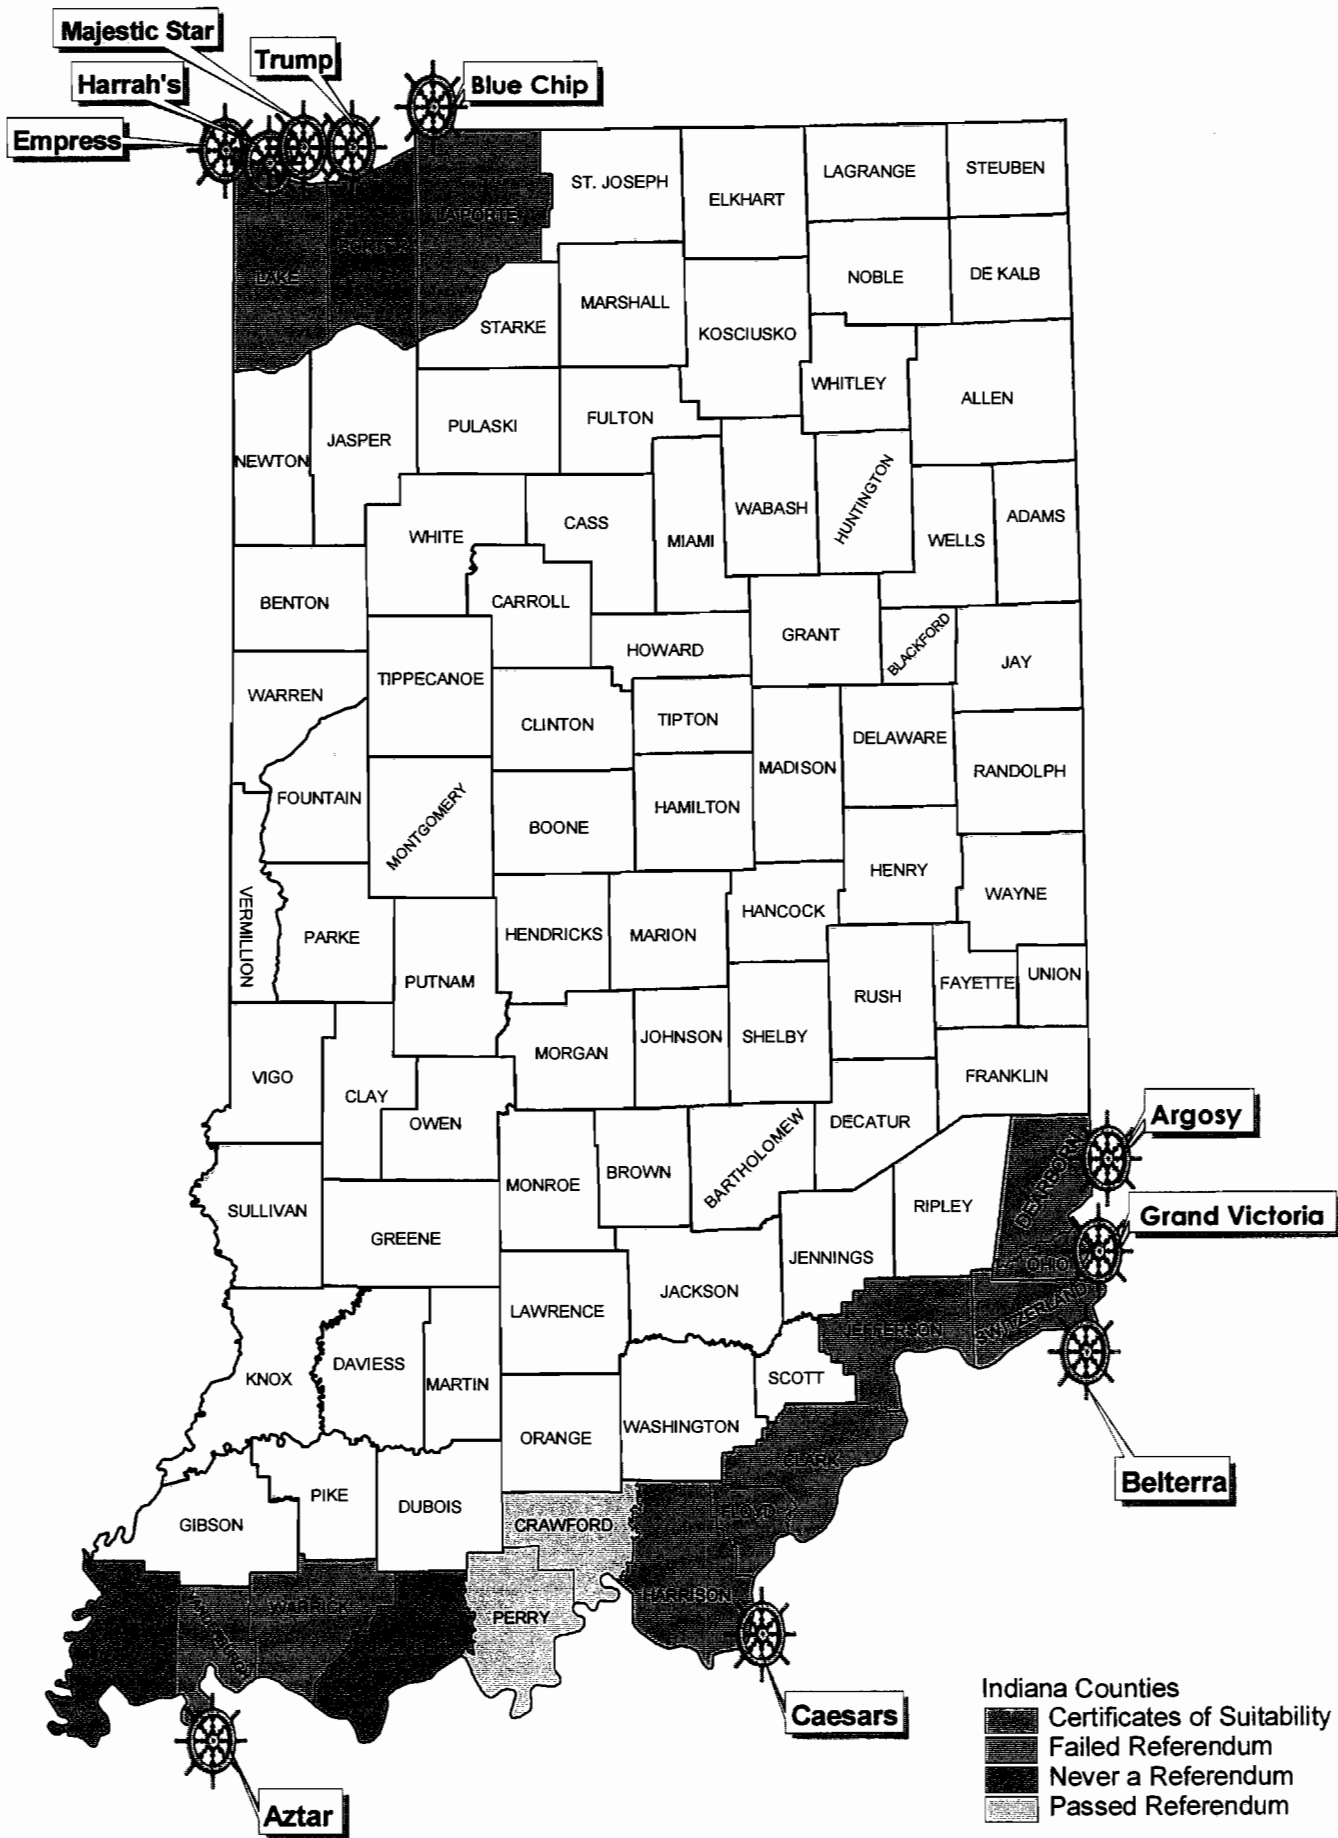 Majestic Star
Trump
Harrah's
Blue Chip
Empress
ST. JOSEPH
ELKHART
LAGRANGE
STEUBEN
LA PORTE
PORTER
LAKE
NOBLE
DE KALB
MARSHALL
STARKE
KOSCIUSKO
WHITLEY
ALLEN
NEWTON
JASPER
PULASKI
FULTON
WHITE
CASS
MIAMI
WABASH
HUNTINGTON
WELLS
ADAMS
BENTON
CARROLL
HOWARD
GRANT
BLACKFORD
JAY
WARREN
TIPPECANOE
CLINTON
TIPTON
MADISON
DELAWARE
RANDOLPH
FOUNTAIN
MONTGOMERY
BOONE
HAMILTON
HENRY
WAYNE
VERMILLION
PARKE
PUTNAM
HENDRICKS
MARION
HANCOCK
RUSH
FAYETTE
UNION
VIGO
CLAY
OWEN
MORGAN
JOHNSON
SHELBY
FRANKLIN
DECATUR
Argosy
SULLIVAN
GREENE
MONROE
BROWN
BARTHOLOMEW
RIPLEY
DEARBORN
Grand Victoria
JENNINGS
OHIO
LAWRENCE
JACKSON
JEFFERSON
SWITZERLAND
KNOX
DAVIESS
MARTIN
SCOTT
ORANGE
WASHINGTON
CLARK
Belterra
GIBSON
PIKE
DUBOIS
CRAWFORD
FLOYD
WARRICK
PERRY
HARRISON
Caesars
Aztar
Indiana Counties
Certificates of Suitability
Failed Referendum
Never a Referendum
Passed Referendum